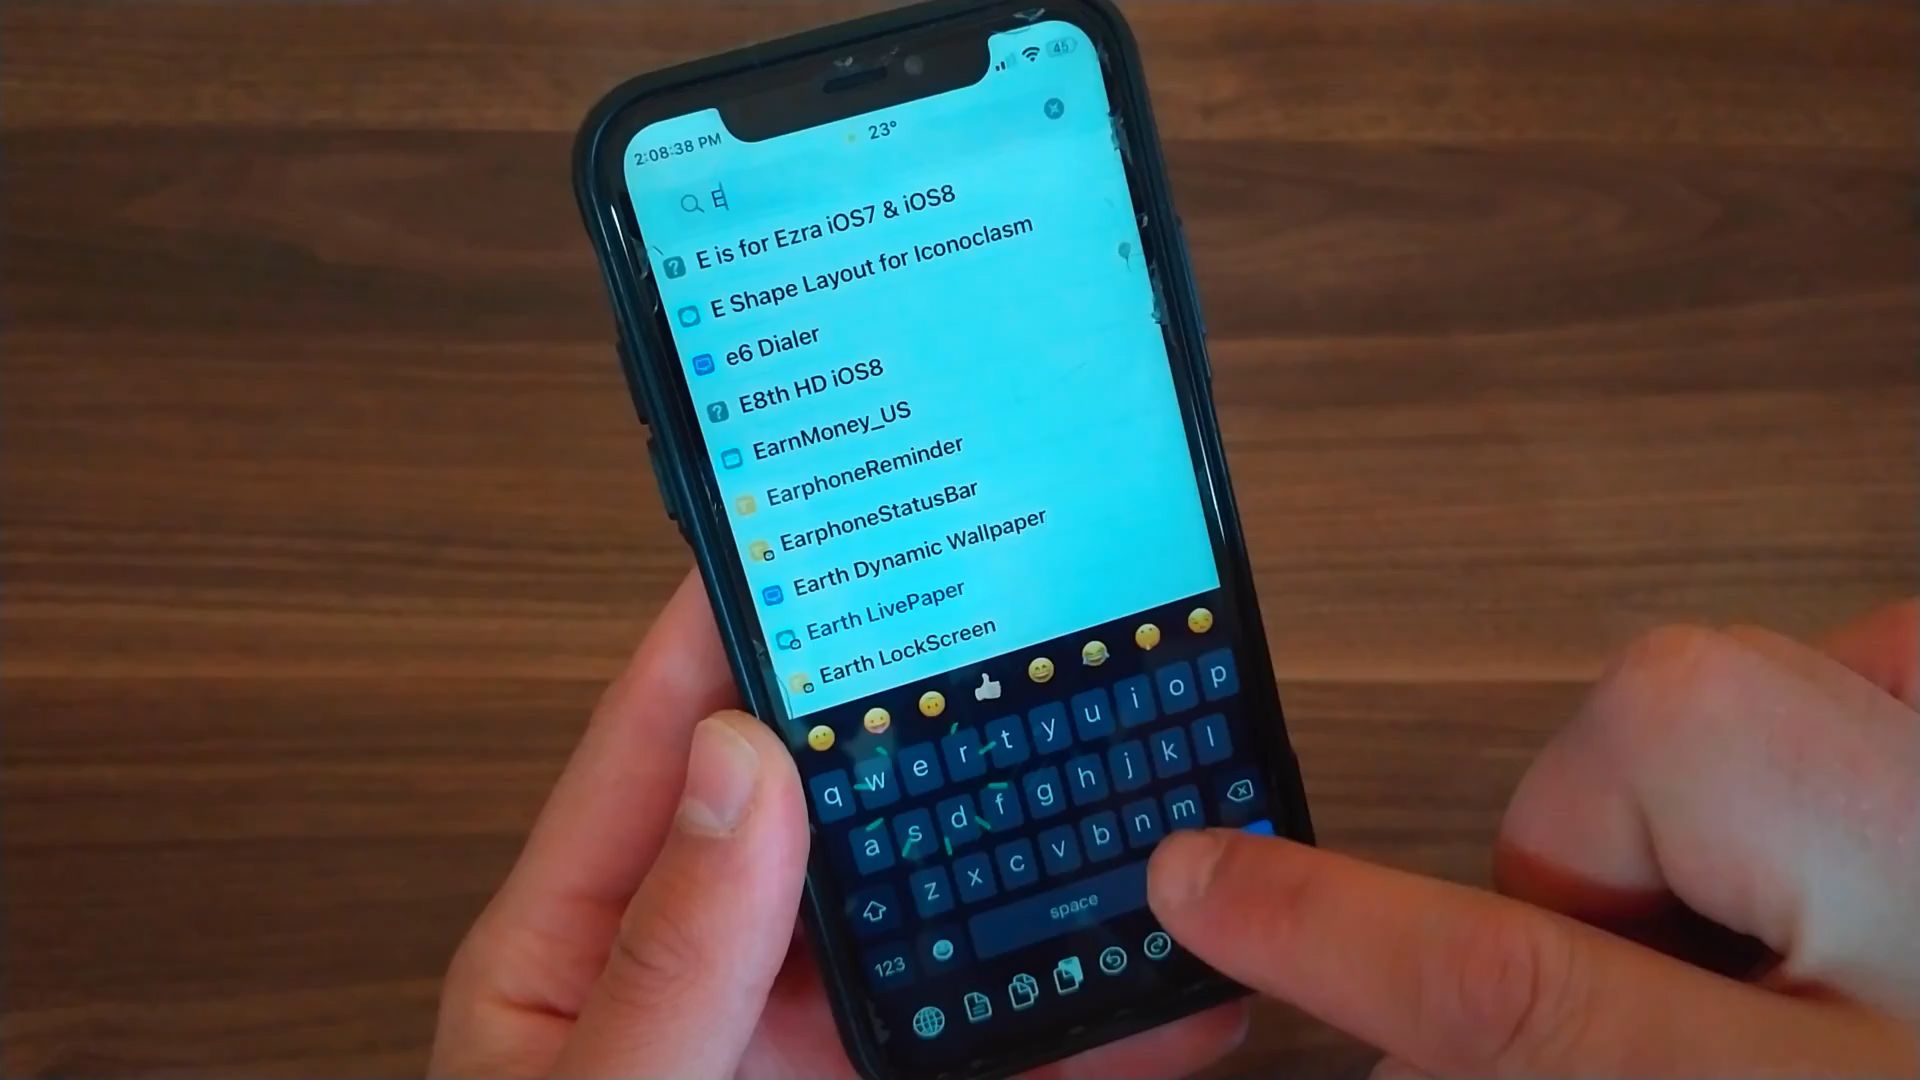 2:08:38 PM
23°
45
E
E is for Ezra iOS7 & iOS8
E Shape Layout for Iconoclasm
e6 Dialer
E8th HD iOS8
EarnMoney_US
EarphoneReminder
EarphoneStatusBar
Earth Dynamic Wallpaper
Earth LivePaper
Earth LockScreen
q w e r t y u i o p
a s d f g h j k l
z x c v b n m
123 space